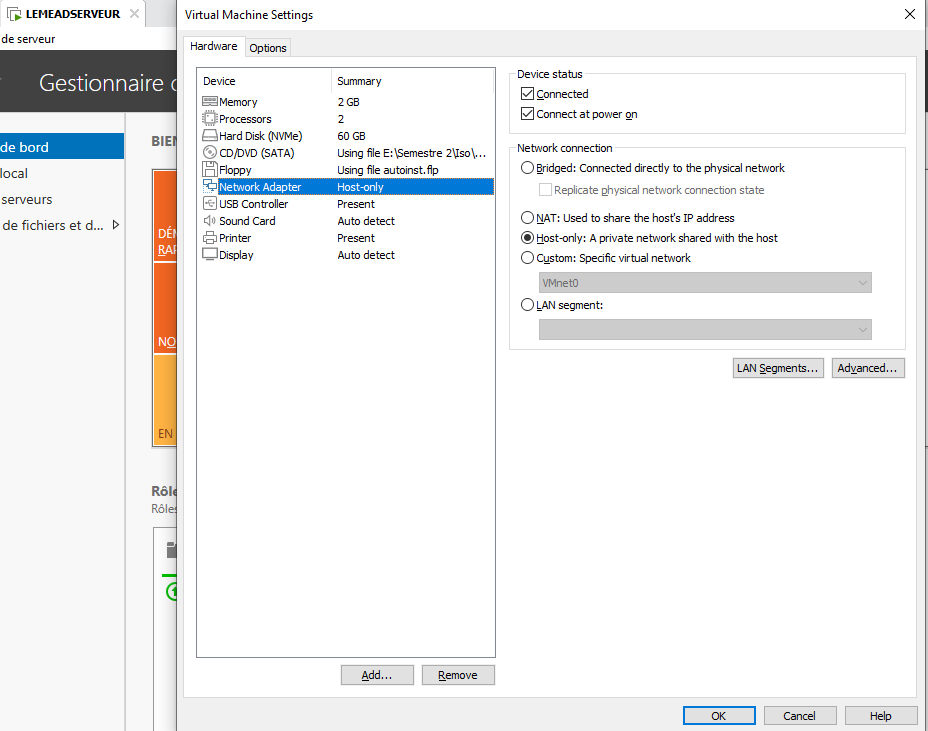 LEMEADSERVEUR
de serveur
Gestionnaire d
de bord
local
serveurs
de fichiers et d...
BIEN
DÉM
RAP
NO
EN
Rôle
Rôles
Virtual Machine Settings
Hardware
Options
Device Summary
Memory 2 GB
Processors 2
Hard Disk (NVMe) 60 GB
CD/DVD (SATA) Using file E:\Semestre 2\Iso\...
Floppy Using file autoinst.flp
Network Adapter Host-only
USB Controller Present
Sound Card Auto detect
Printer Present
Display Auto detect
Add...
Remove
Device status
Connected
Connect at power on
Network connection
Bridged: Connected directly to the physical network
Replicate physical network connection state
NAT: Used to share the host's IP address
Host-only: A private network shared with the host
Custom: Specific virtual network
VMnet0
LAN segment:
LAN Segments...
Advanced...
OK
Cancel
Help